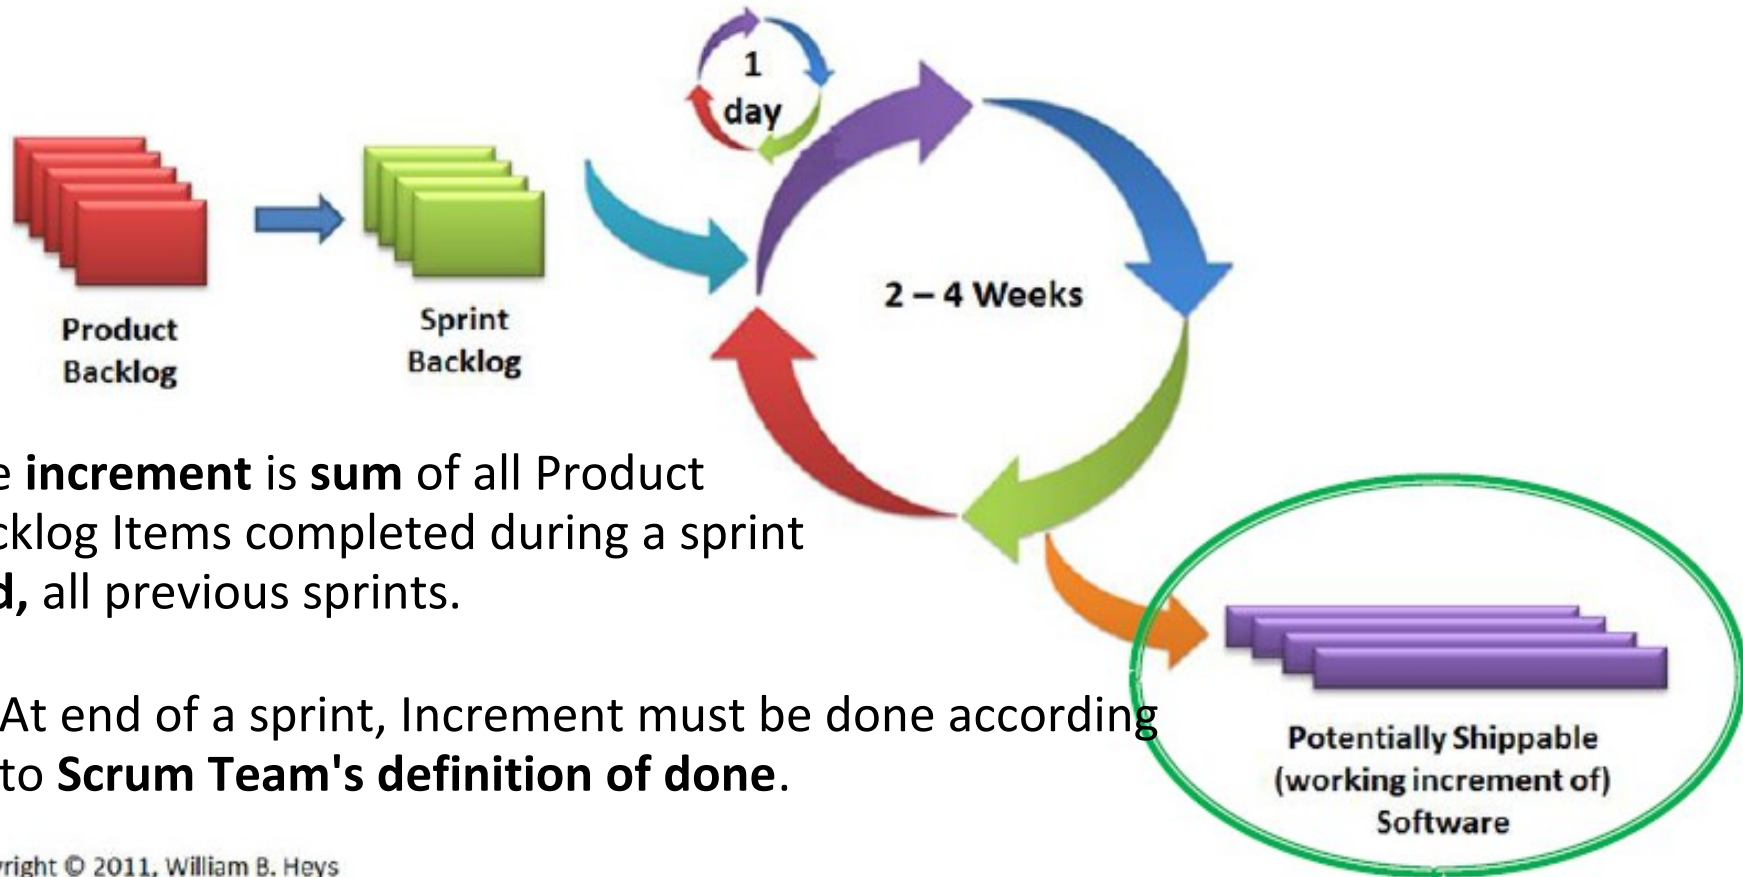 1
day
2 – 4 Weeks
Product
Backlog
Sprint
Backlog
e increment is sum of all Product
cklog Items completed during a sprint
d, all previous sprints.
At end of a sprint, Increment must be done according
to Scrum Team's definition of done.
Potentially Shippable
(working increment of)
Software
yright © 2011, William B. Heys